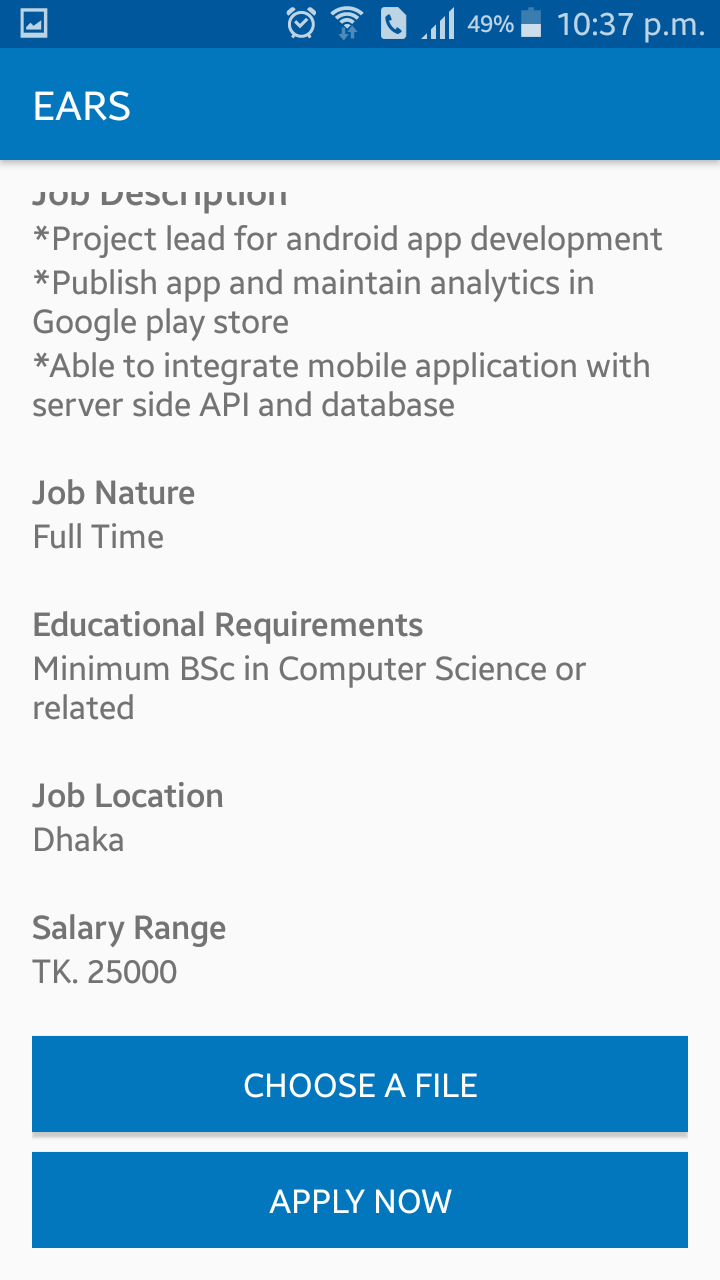 49% 10:37 p.m.
EARS
Job Description
*Project lead for android app development
*Publish app and maintain analytics in
Google play store
*Able to integrate mobile application with
server side API and database
Job Nature
Full Time
Educational Requirements
Minimum BSc in Computer Science or
related
Job Location
Dhaka
Salary Range
TK. 25000
CHOOSE A FILE
APPLY NOW